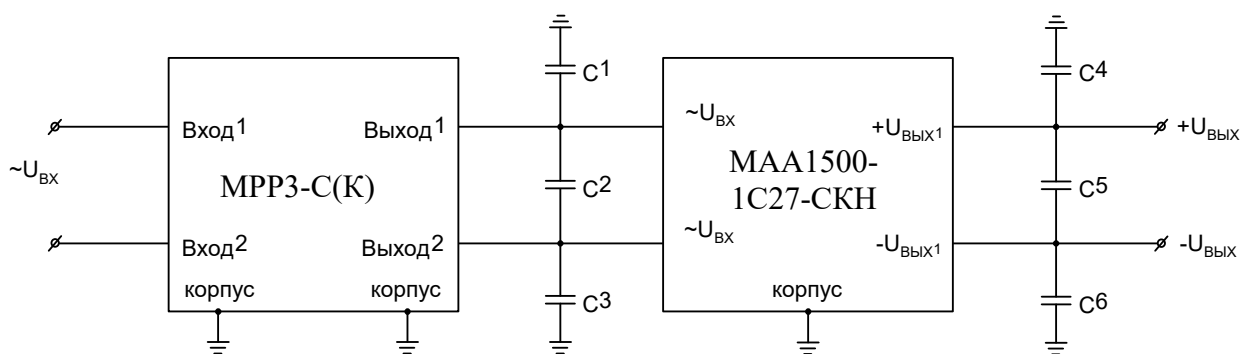 C1
C4
Вход1
Выход1
~UВХ
+UВЫХ1
+UВЫХ
~UВХ
МРР3-С(К)
C2
МАА1500-
1С27-СКН
C5
Вход2
Выход2
~UВХ
-UВЫХ1
-UВЫХ
корпус
корпус
C3
корпус
C6